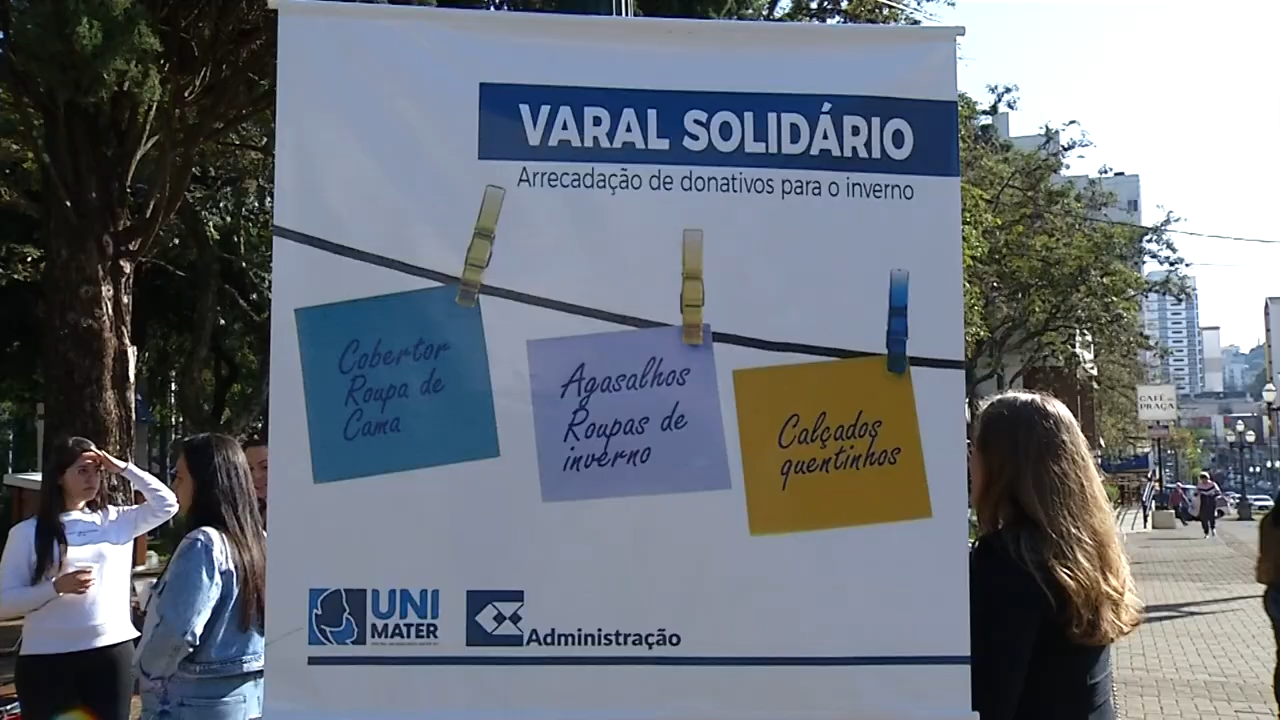 VARAL SOLIDÁRIO
Arrecadação de donativos para o inverno
Cobertor
Roupa de
Cama
Agasalhos
Roupas de
inverno
Calçados
quentinhos
UNI
MATER
Administração
CAFÉ DA
PRAÇA